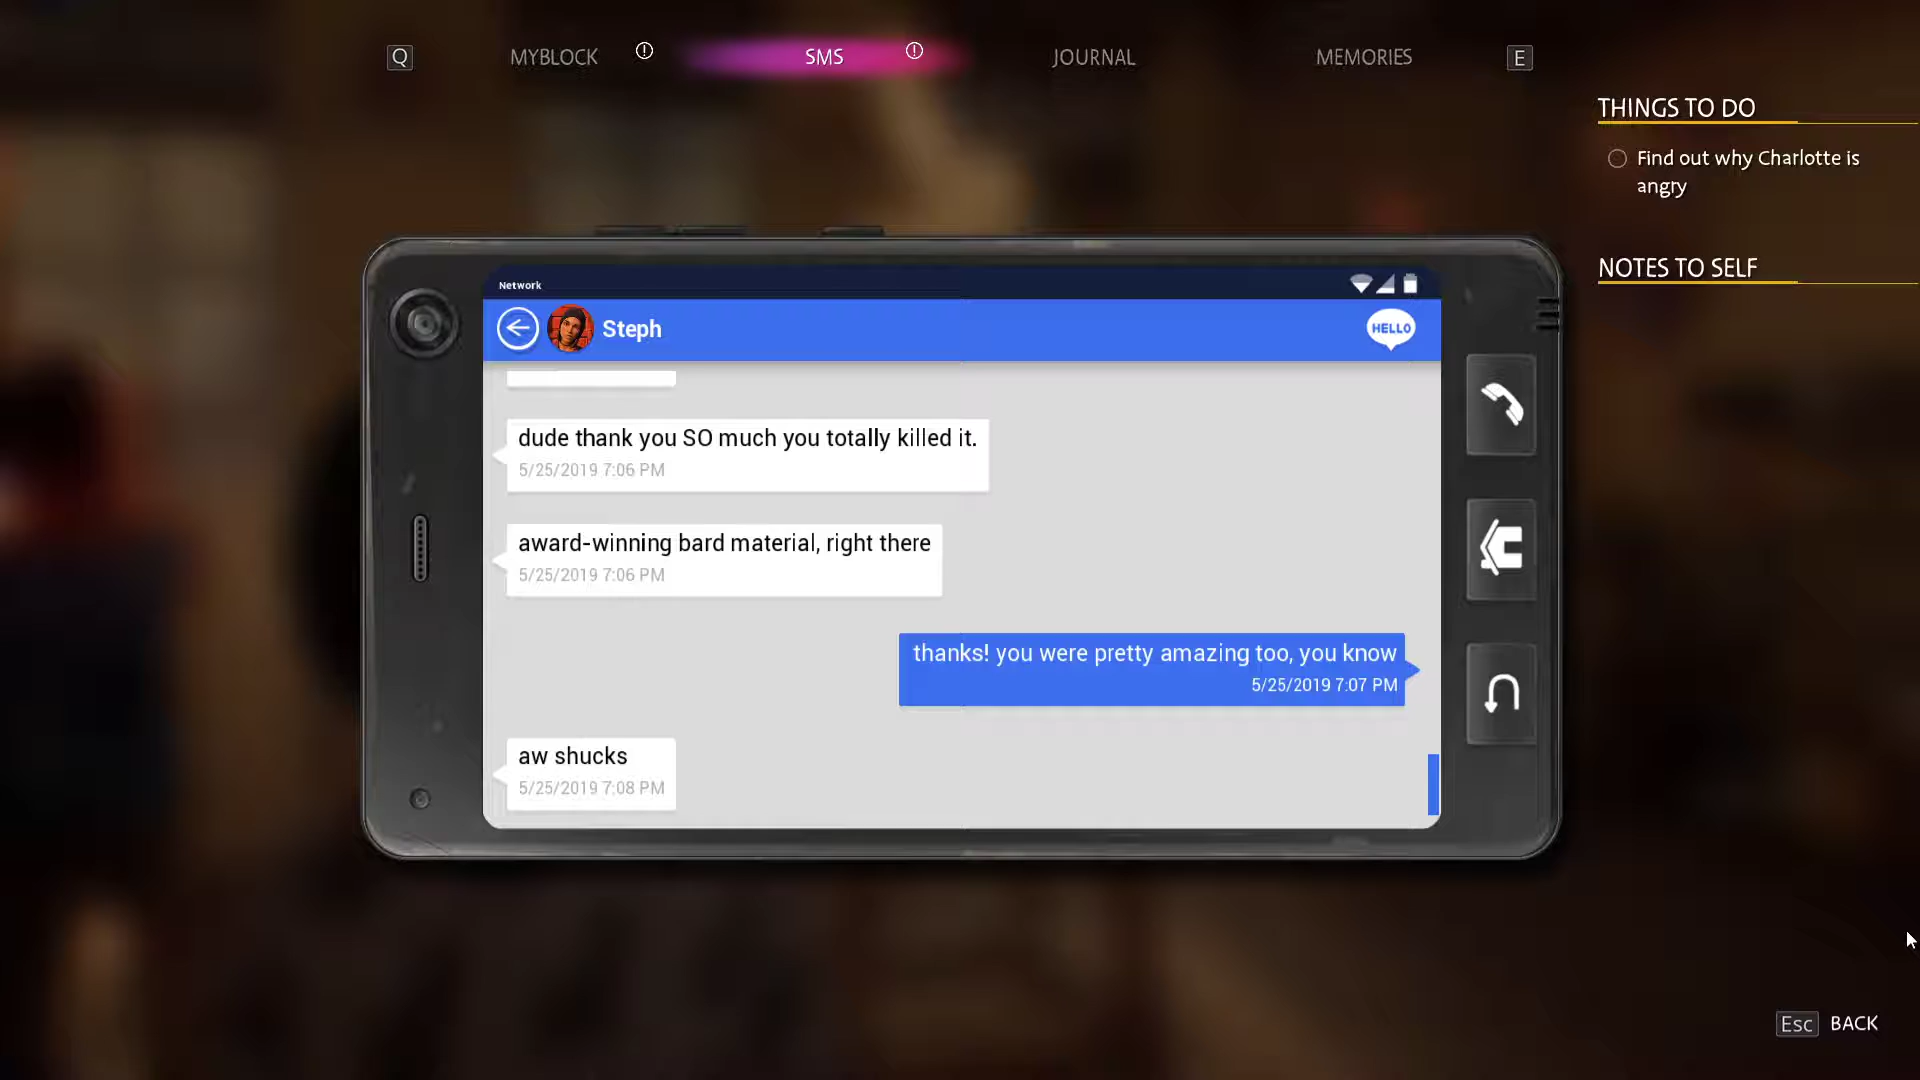 Q
MYBLOCK
SMS
JOURNAL
MEMORIES
E
THINGS TO DO
Find out why Charlotte is
angry
NOTES TO SELF
Network
Steph
HELLO
dude thank you SO much you totally killed it.
5/25/2019 7:06 PM
award-winning bard material, right there
5/25/2019 7:06 PM
thanks! you were pretty amazing too, you know
5/25/2019 7:07 PM
aw shucks
5/25/2019 7:08 PM
Esc BACK